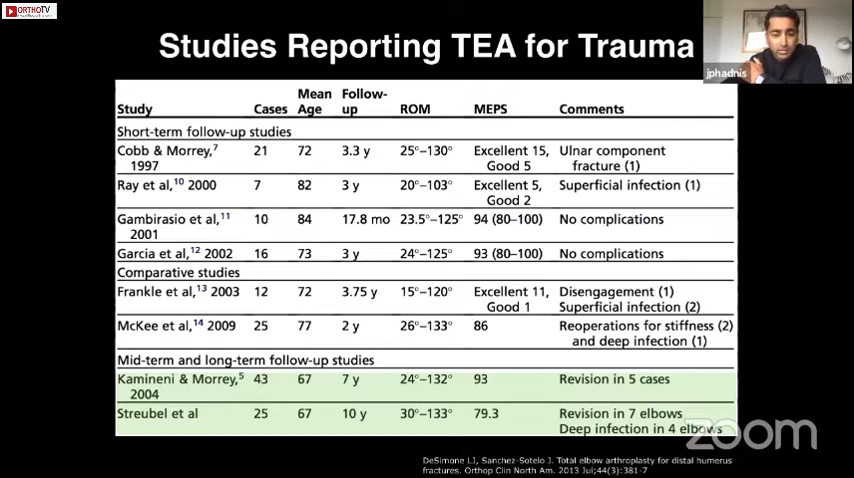 ORTHOTV
Studies Reporting TEA for Trauma
jphadnis
Study Cases Mean Age Follow-up ROM MEPS Comments
Short-term follow-up studies
Cobb & Morrey,7 1997 21 72 3.3 y 25°–130° Excellent 15, Good 5 Ulnar component fracture (1)
Ray et al,10 2000 7 82 3 y 20°–103° Excellent 5, Good 2 Superficial infection (1)
Gambirasio et al,11 2001 10 84 17.8 mo 23.5°–125° 94 (80–100) No complications
Garcia et al,12 2002 16 73 3 y 24°–125° 93 (80–100) No complications
Comparative studies
Frankle et al,13 2003 12 72 3.75 y 15°–120° Excellent 11, Good 1 Disengagement (1) Superficial infection (2)
McKee et al,14 2009 25 77 2 y 26°–133° 86 Reoperations for stiffness (2) and deep infection (1)
Mid-term and long-term follow-up studies
Kamineni & Morrey,5 2004 43 67 7 y 24°–132° 93 Revision in 5 cases
Streubel et al 25 67 10 y 30°–133° 79.3 Revision in 7 elbows Deep infection in 4 elbows
zoom
DeSimone LJ, Sanchez-Sotelo J. Total elbow arthroplasty for distal humerus
fractures. Orthop Clin North Am. 2013 Jul;44(3):381-7